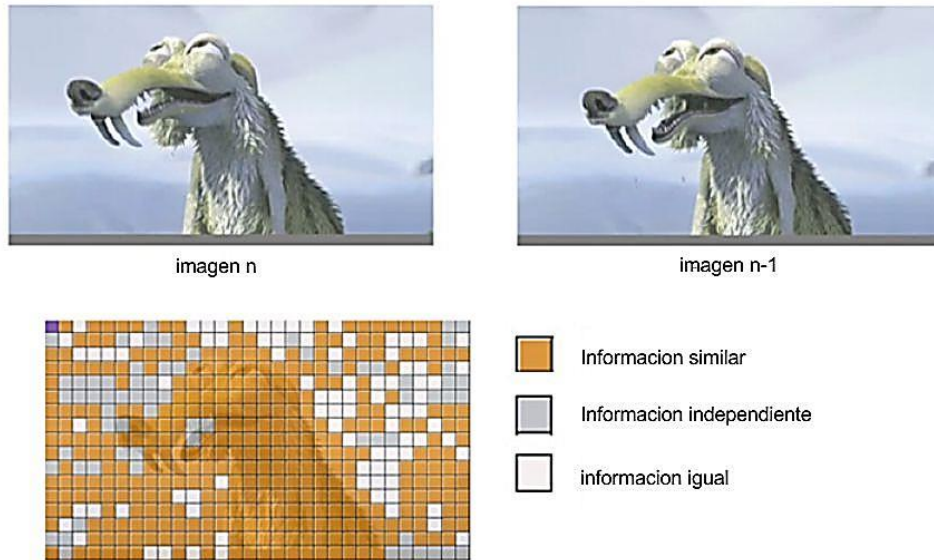 imagen n
imagen n-1
Informacion similar
Informacion independiente
informacion igual